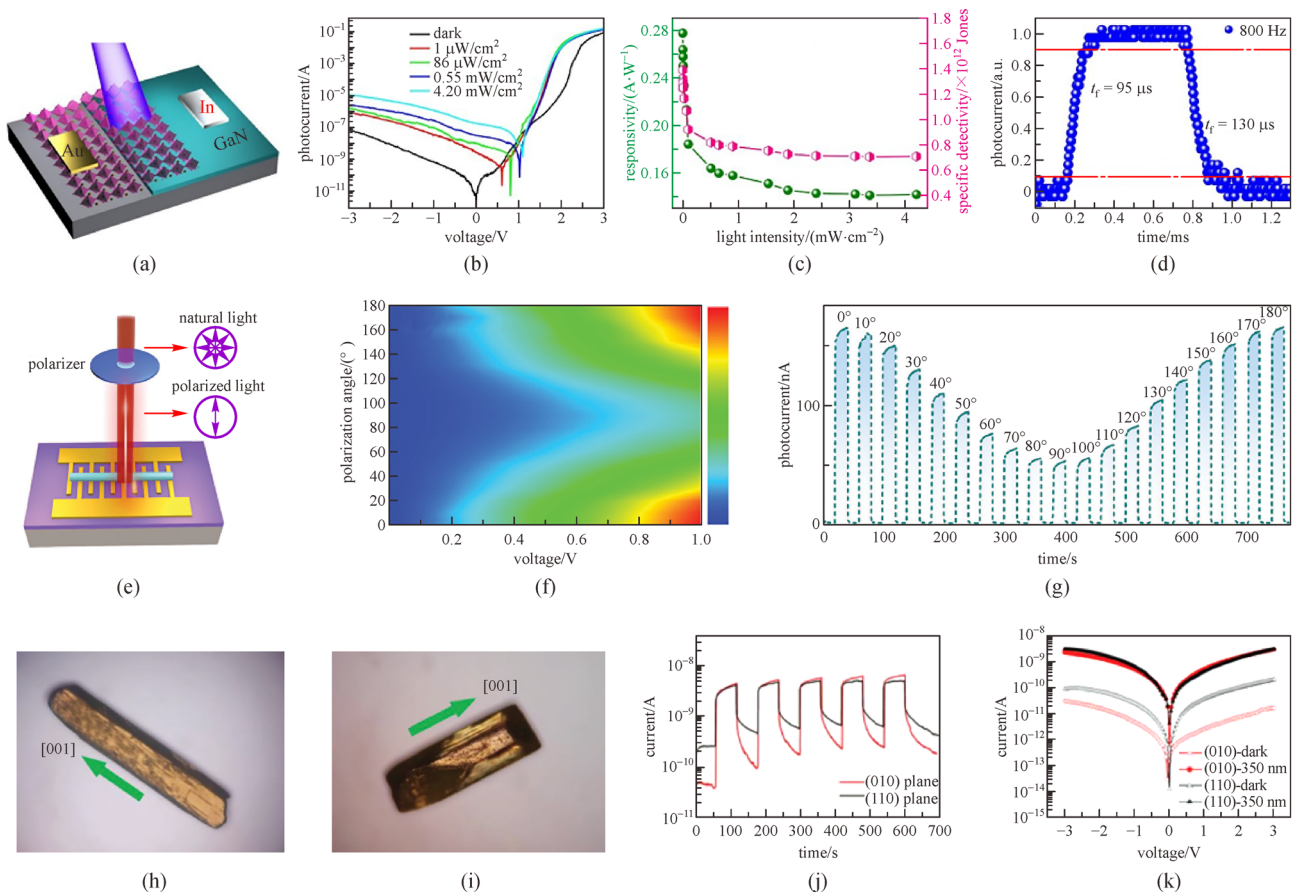 Au
In
GaN
(a)
photocurrent/A
10⁻¹
10⁻³
10⁻⁵
10⁻⁷
10⁻⁹
10⁻¹¹
dark
1 μW/cm²
86 μW/cm²
0.55 mW/cm²
4.20 mW/cm²
−3 −2 −1 0 1 2 3
voltage/V
(b)
responsivity/(A·W⁻¹)
0.28
0.24
0.20
0.16
specific detectivity/×10¹² Jones
1.8
1.6
1.4
1.2
1.0
0.8
0.6
0.4
0 1 2 3 4
light intensity/(mW·cm⁻²)
(c)
photocurrent/a.u.
1.0
0.8
0.6
0.4
0.2
0
800 Hz
t_f = 95 μs
t_f = 130 μs
0 0.2 0.4 0.6 0.8 1.0 1.2
time/ms
(d)
natural light
polarizer
polarized light
(e)
polarization angle/(°)
180
160
140
120
100
80
60
40
20
0
0.2 0.4 0.6 0.8 1.0
voltage/V
(f)
photocurrent/nA
100
0
0° 10° 20° 30° 40° 50° 60° 70° 80° 90° 100° 110° 120° 130° 140° 150° 160° 170° 180°
0 100 200 300 400 500 600 700
time/s
(g)
[001]
(h)
[001]
(i)
current/A
10⁻⁸
10⁻⁹
10⁻¹⁰
10⁻¹¹
(010) plane
(110) plane
0 100 200 300 400 500 600 700
time/s
(j)
current/A
10⁻⁸
10⁻⁹
10⁻¹⁰
10⁻¹¹
10⁻¹²
10⁻¹³
10⁻¹⁴
10⁻¹⁵
(010)-dark
(010)-350 nm
(110)-dark
(110)-350 nm
−3 −2 −1 0 1 2 3
voltage/V
(k)